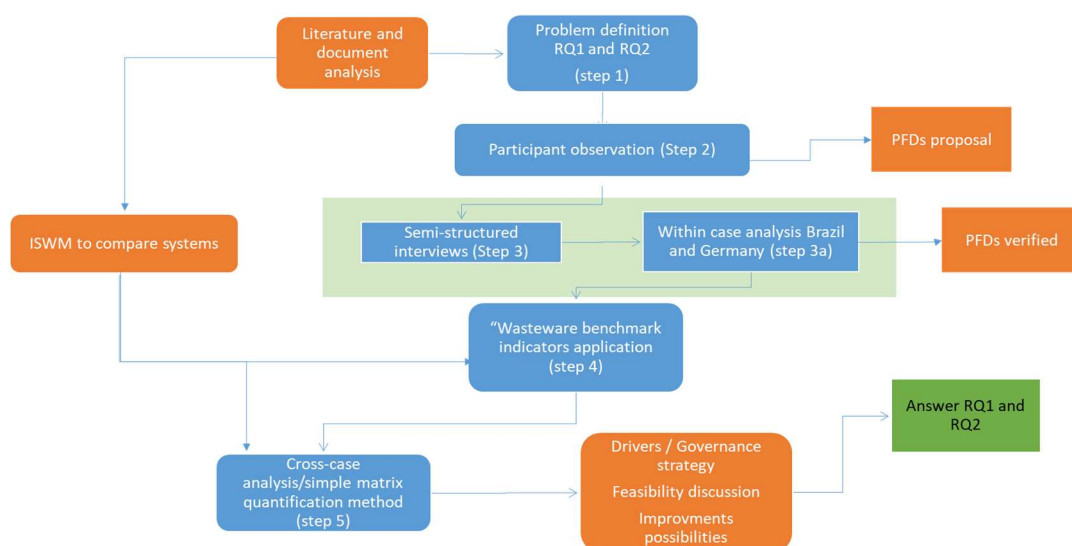 Literature and
document
analysis
Problem definition
RQ1 and RQ2
(step 1)
Participant observation (Step 2)
PFDs proposal
ISWM to compare systems
Semi-structured
interviews (Step 3)
Within case analysis Brazil
and Germany (step 3a)
PFDs verified
“Wasteware benchmark
indicators application
(step 4)
Answer RQ1 and
RQ2
Cross-case
analysis/simple matrix
quantification method
(step 5)
Drivers / Governance
strategy
Feasibility discussion
Improvments
possibilities